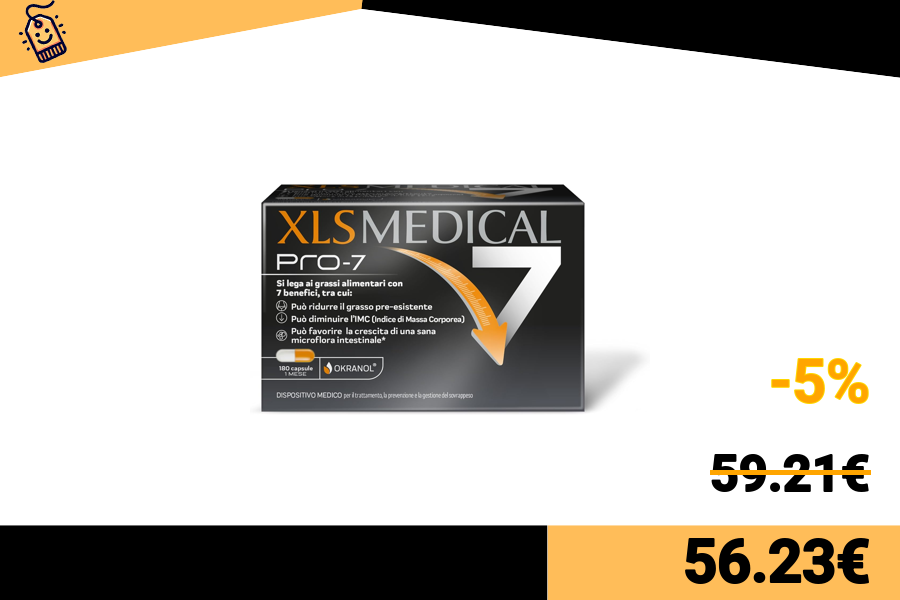 XLSMEDICAL
XLSMEDICAL
PrO-7
7
Si lega ai grassi alimentari con
7 benefici, tra cui:
Può ridurre il grasso pre-esistente
Può diminuire l'IMC (Indice di Massa Corporea)
Può favorire la crescita di una sana
microflora intestinale*
180 capsule
1 MESE
OKRANOL®
DISPOSITIVO MEDICO per il trattamento, la prevenzione e la gestione del sovrappeso
-5%
59.21€
56.23€